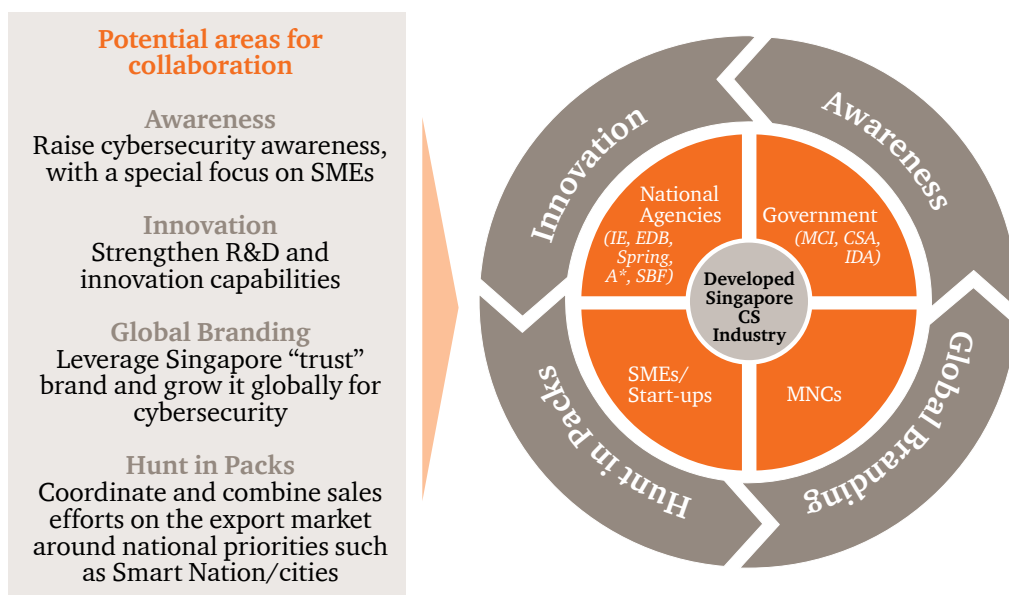 Potential areas for
collaboration
Awareness
Raise cybersecurity awareness,
with a special focus on SMEs
Innovation
Strengthen R&D and
innovation capabilities
Global Branding
Leverage Singapore “trust”
brand and grow it globally for
cybersecurity
Hunt in Packs
Coordinate and combine sales
efforts on the export market
around national priorities such
as Smart Nation/cities
Innovation
Awareness
Global Branding
Hunt in Packs
National
Agencies
(IE, EDB,
Spring,
A*, SBF)
Government
(MCI, CSA,
IDA)
Developed
Singapore
CS
Industry
SMEs/
Start-ups
MNCs